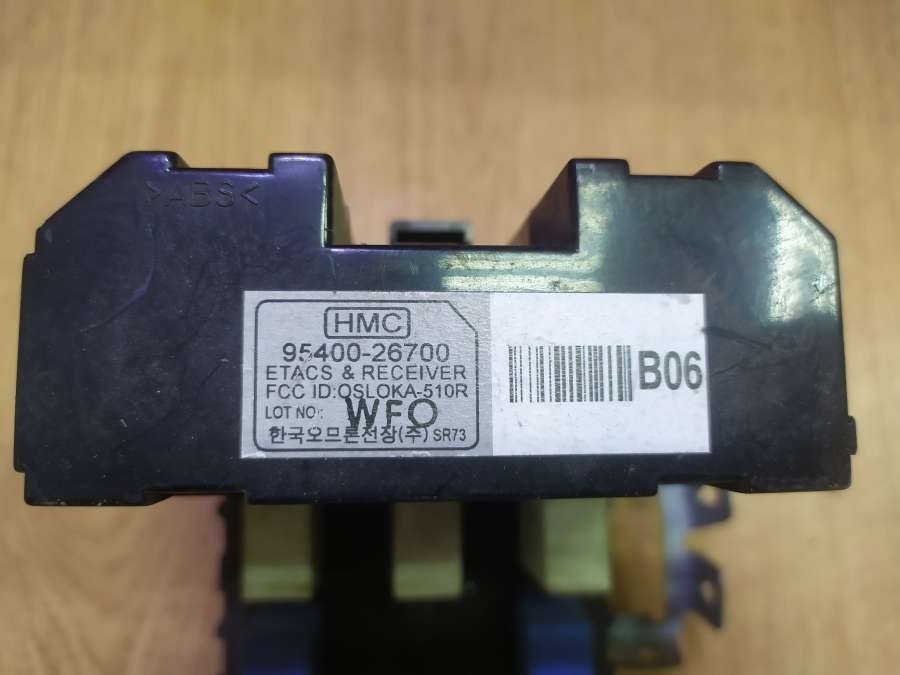 >ABS<
HMC
95400-26700
ETACS & RECEIVER
FCC ID:OSLOKA-510R
LOT NO: WFO
한국오므론전장(주) SR73
B06